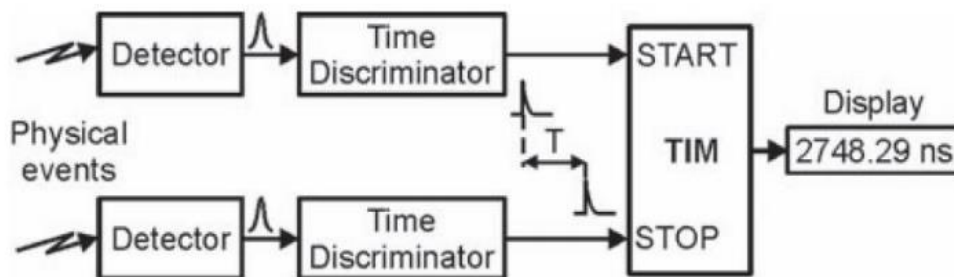 Detector
Time
Discriminator
START
Physical
events
T
TIM
Display
2748.29 ns
Detector
Time
Discriminator
STOP